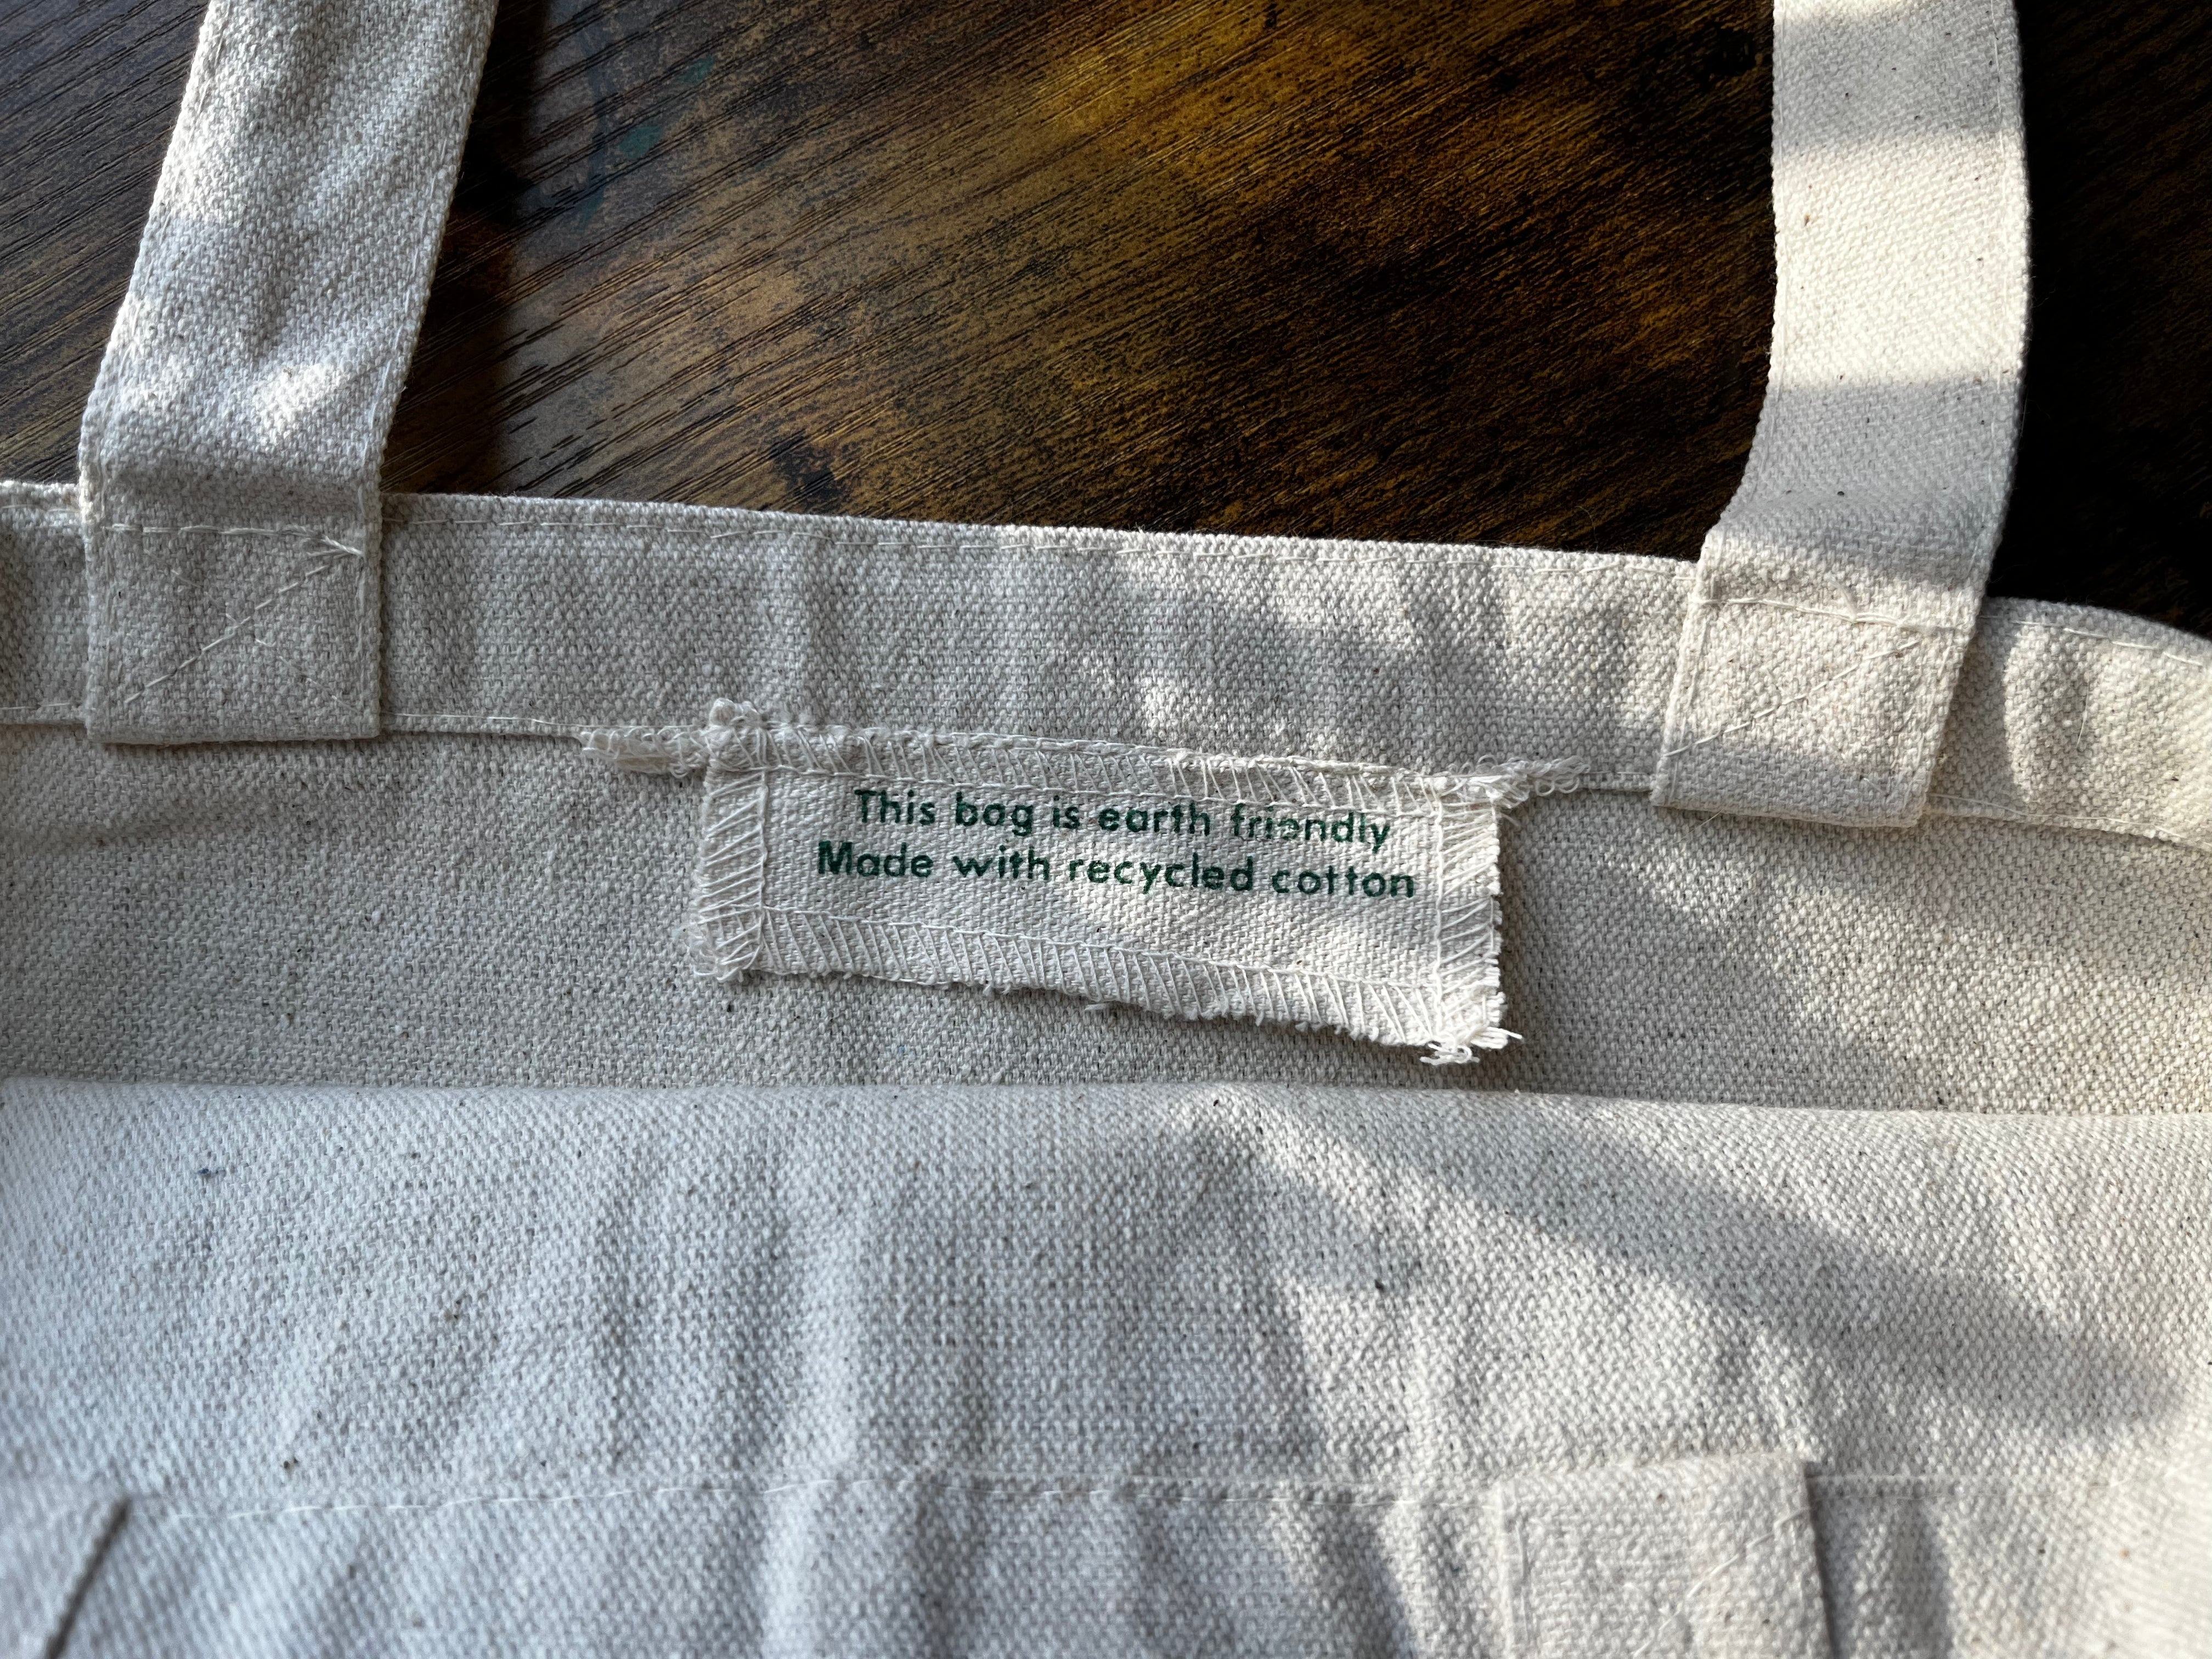 This bag is earth friendly
Made with recycled cotton